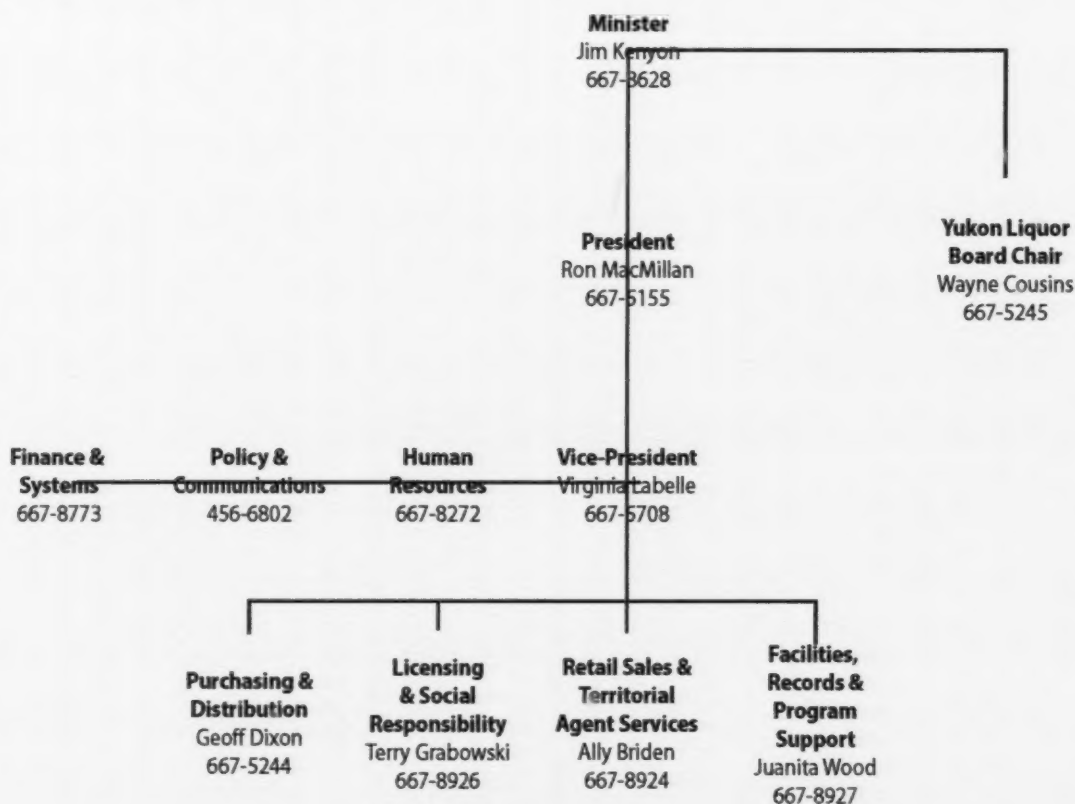 Minister
Jim Kenyon
667-8628
President
Ron MacMillan
667-5155
Yukon Liquor
Board Chair
Wayne Cousins
667-5245
Finance &
Systems
667-8773
Policy &
Communications
456-6802
Human
Resources
667-8272
Vice-President
Virginia Labelle
667-5708
Purchasing &
Distribution
Geoff Dixon
667-5244
Licensing
& Social
Responsibility
Terry Grabowski
667-8926
Retail Sales &
Territorial
Agent Services
Ally Briden
667-8924
Facilities,
Records &
Program
Support
Juanita Wood
667-8927